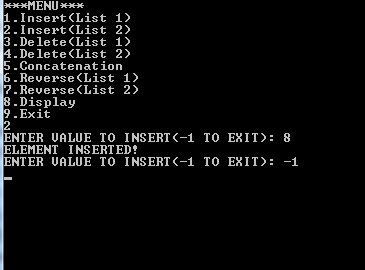 ***MENU***
1.Insert(List 1)
2.Insert(List 2)
3.Delete(List 1)
4.Delete(List 2)
5.Concatenation
6.Reverse(List 1)
7.Reverse(List 2)
8.Display
9.Exit
2
ENTER VALUE TO INSERT(-1 TO EXIT): 8
ELEMENT INSERTED!
ENTER VALUE TO INSERT(-1 TO EXIT): -1